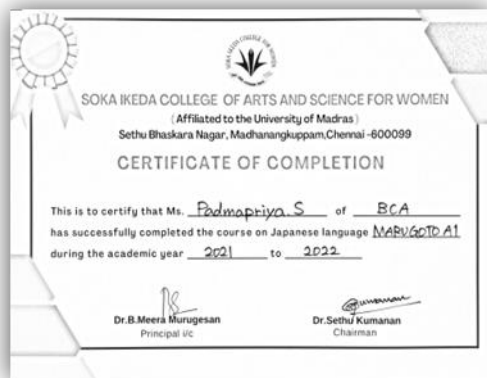 SOKA IKEDA COLLEGE OF ARTS AND SCIENCE FOR WOMEN
(Affiliated to the University of Madras)
Sethu Bhaskara Nagar, Madhanangkuppam,Chennai -600099
CERTIFICATE OF COMPLETION
This is to certify that Ms. Padmapriya.S of BCA
has successfully completed the course on Japanese language MARUGOTO A1
during the academic year 2021 to 2022
Dr.B.Meera Murugesan
Principal i/c
Dr.Sethu Kumanan
Chairman